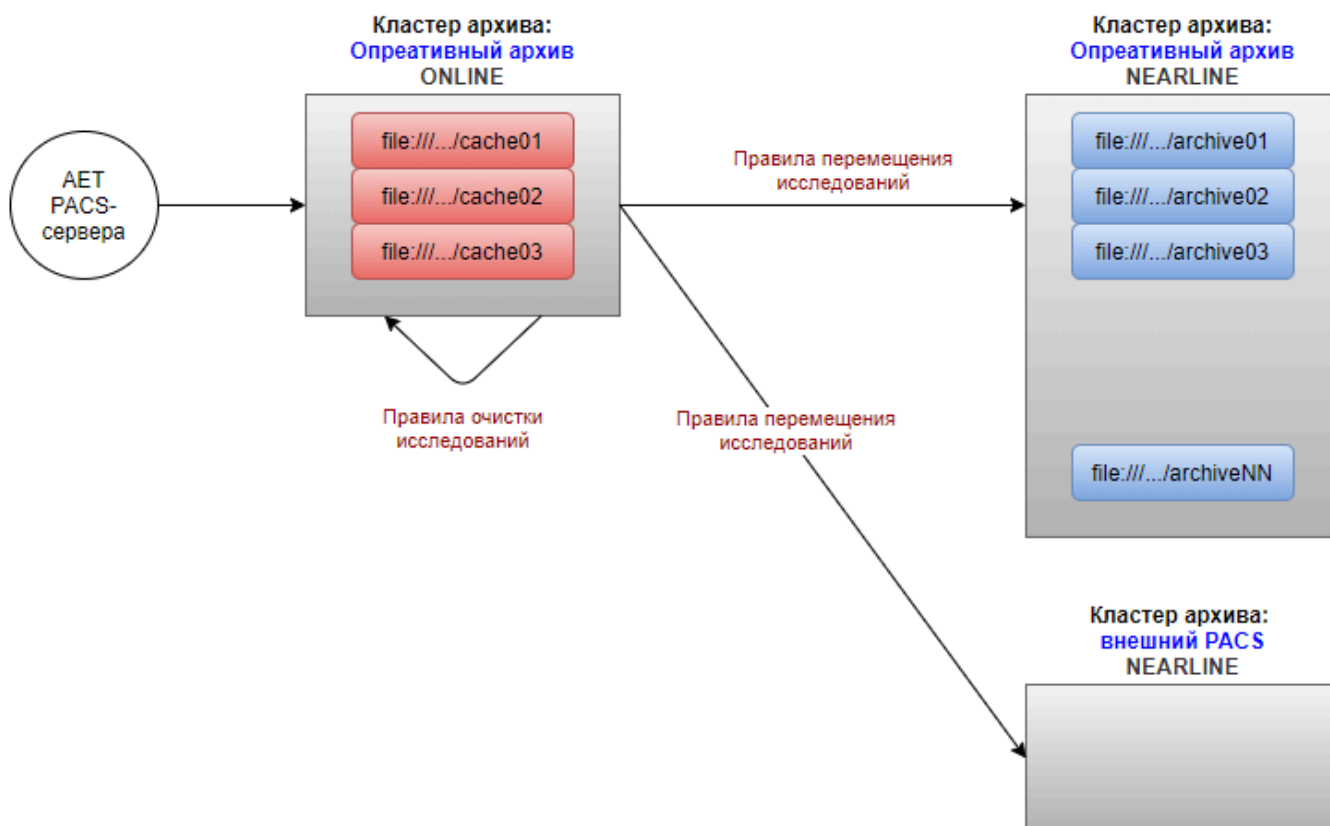 Кластер архива:
Опреативный архив
ONLINE
file:///.../cache01
file:///.../cache02
file:///.../cache03
AET
PACS-
сервера
Правила очистки
исследований
Правила перемещения
исследований
Правила перемещения
исследований
Кластер архива:
Опреативный архив
NEARLINE
file:///.../archive01
file:///.../archive02
file:///.../archive03
file:///.../archiveNN
Кластер архива:
внешний PACS
NEARLINE